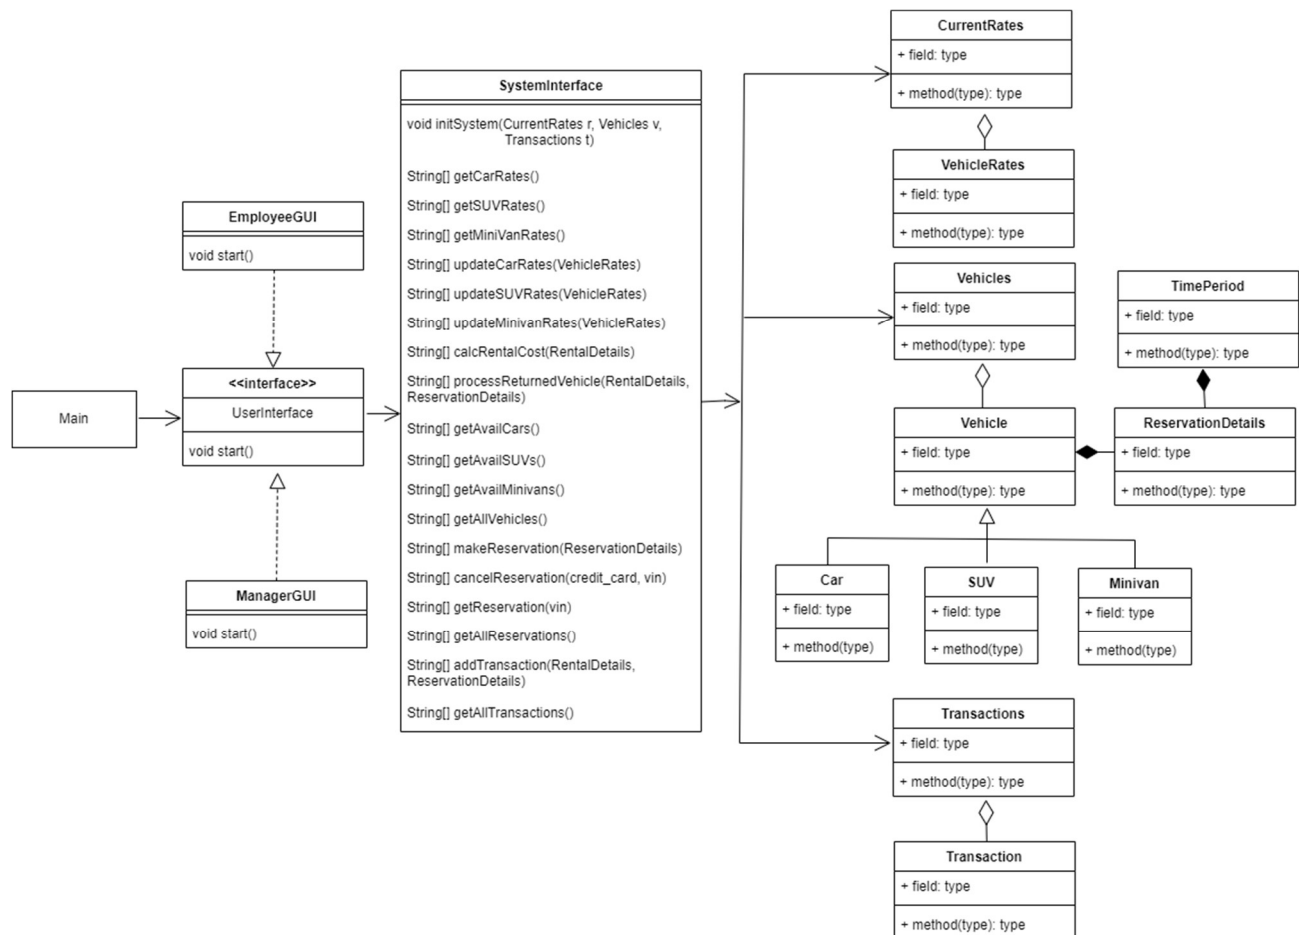 Main
EmployeeGUI
void start()
<<interface>>
UserInterface
void start()
ManagerGUI
void start()
SystemInterface
void initSystem(CurrentRates r, Vehicles v,
Transactions t)
String[] getCarRates()
String[] getSUVRates()
String[] getMiniVanRates()
String[] updateCarRates(VehicleRates)
String[] updateSUVRates(VehicleRates)
String[] updateMinivanRates(VehicleRates)
String[] calcRentalCost(RentalDetails)
String[] processReturnedVehicle(RentalDetails,
ReservationDetails)
String[] getAvailCars()
String[] getAvailSUVs()
String[] getAvailMinivans()
String[] getAllVehicles()
String[] makeReservation(ReservationDetails)
String[] cancelReservation(credit_card, vin)
String[] getReservation(vin)
String[] getAllReservations()
String[] addTransaction(RentalDetails,
ReservationDetails)
String[] getAllTransactions()
CurrentRates
+ field: type
+ method(type): type
VehicleRates
+ field: type
+ method(type): type
Vehicles
+ field: type
+ method(type): type
TimePeriod
+ field: type
+ method(type): type
Vehicle
+ field: type
+ method(type): type
ReservationDetails
+ field: type
+ method(type): type
Car
+ field: type
+ method(type)
SUV
+ field: type
+ method(type)
Minivan
+ field: type
+ method(type)
Transactions
+ field: type
+ method(type): type
Transaction
+ field: type
+ method(type): type